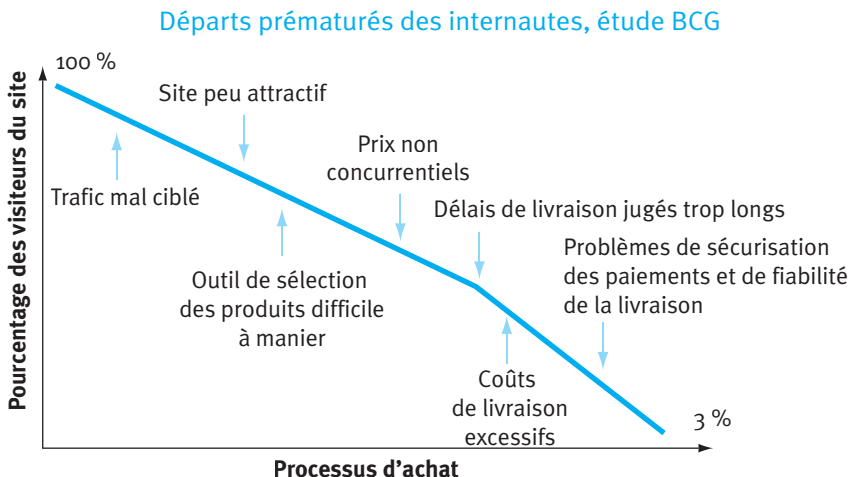 Départs prématurés des internautes, étude BCG
100 %
Pourcentage des visiteurs du site
Site peu attractif
Trafic mal ciblé
Prix non
concurrentiels
Outil de sélection
des produits difficile
à manier
Délais de livraison jugés trop longs
Problèmes de sécurisation
des paiements et de fiabilité
de la livraison
Coûts
de livraison
excessifs
3 %
Processus d'achat